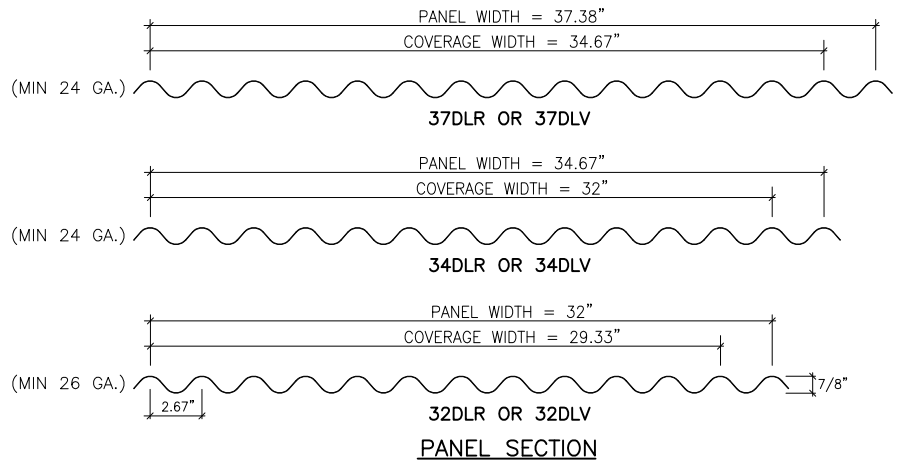 PANEL WIDTH = 37.38”
COVERAGE WIDTH = 34.67”
(MIN 24 GA.)
37DLR OR 37DLV
PANEL WIDTH = 34.67”
COVERAGE WIDTH = 32”
(MIN 24 GA.)
34DLR OR 34DLV
PANEL WIDTH = 32”
COVERAGE WIDTH = 29.33”
(MIN 26 GA.)
7/8”
2.67”
32DLR OR 32DLV
PANEL SECTION